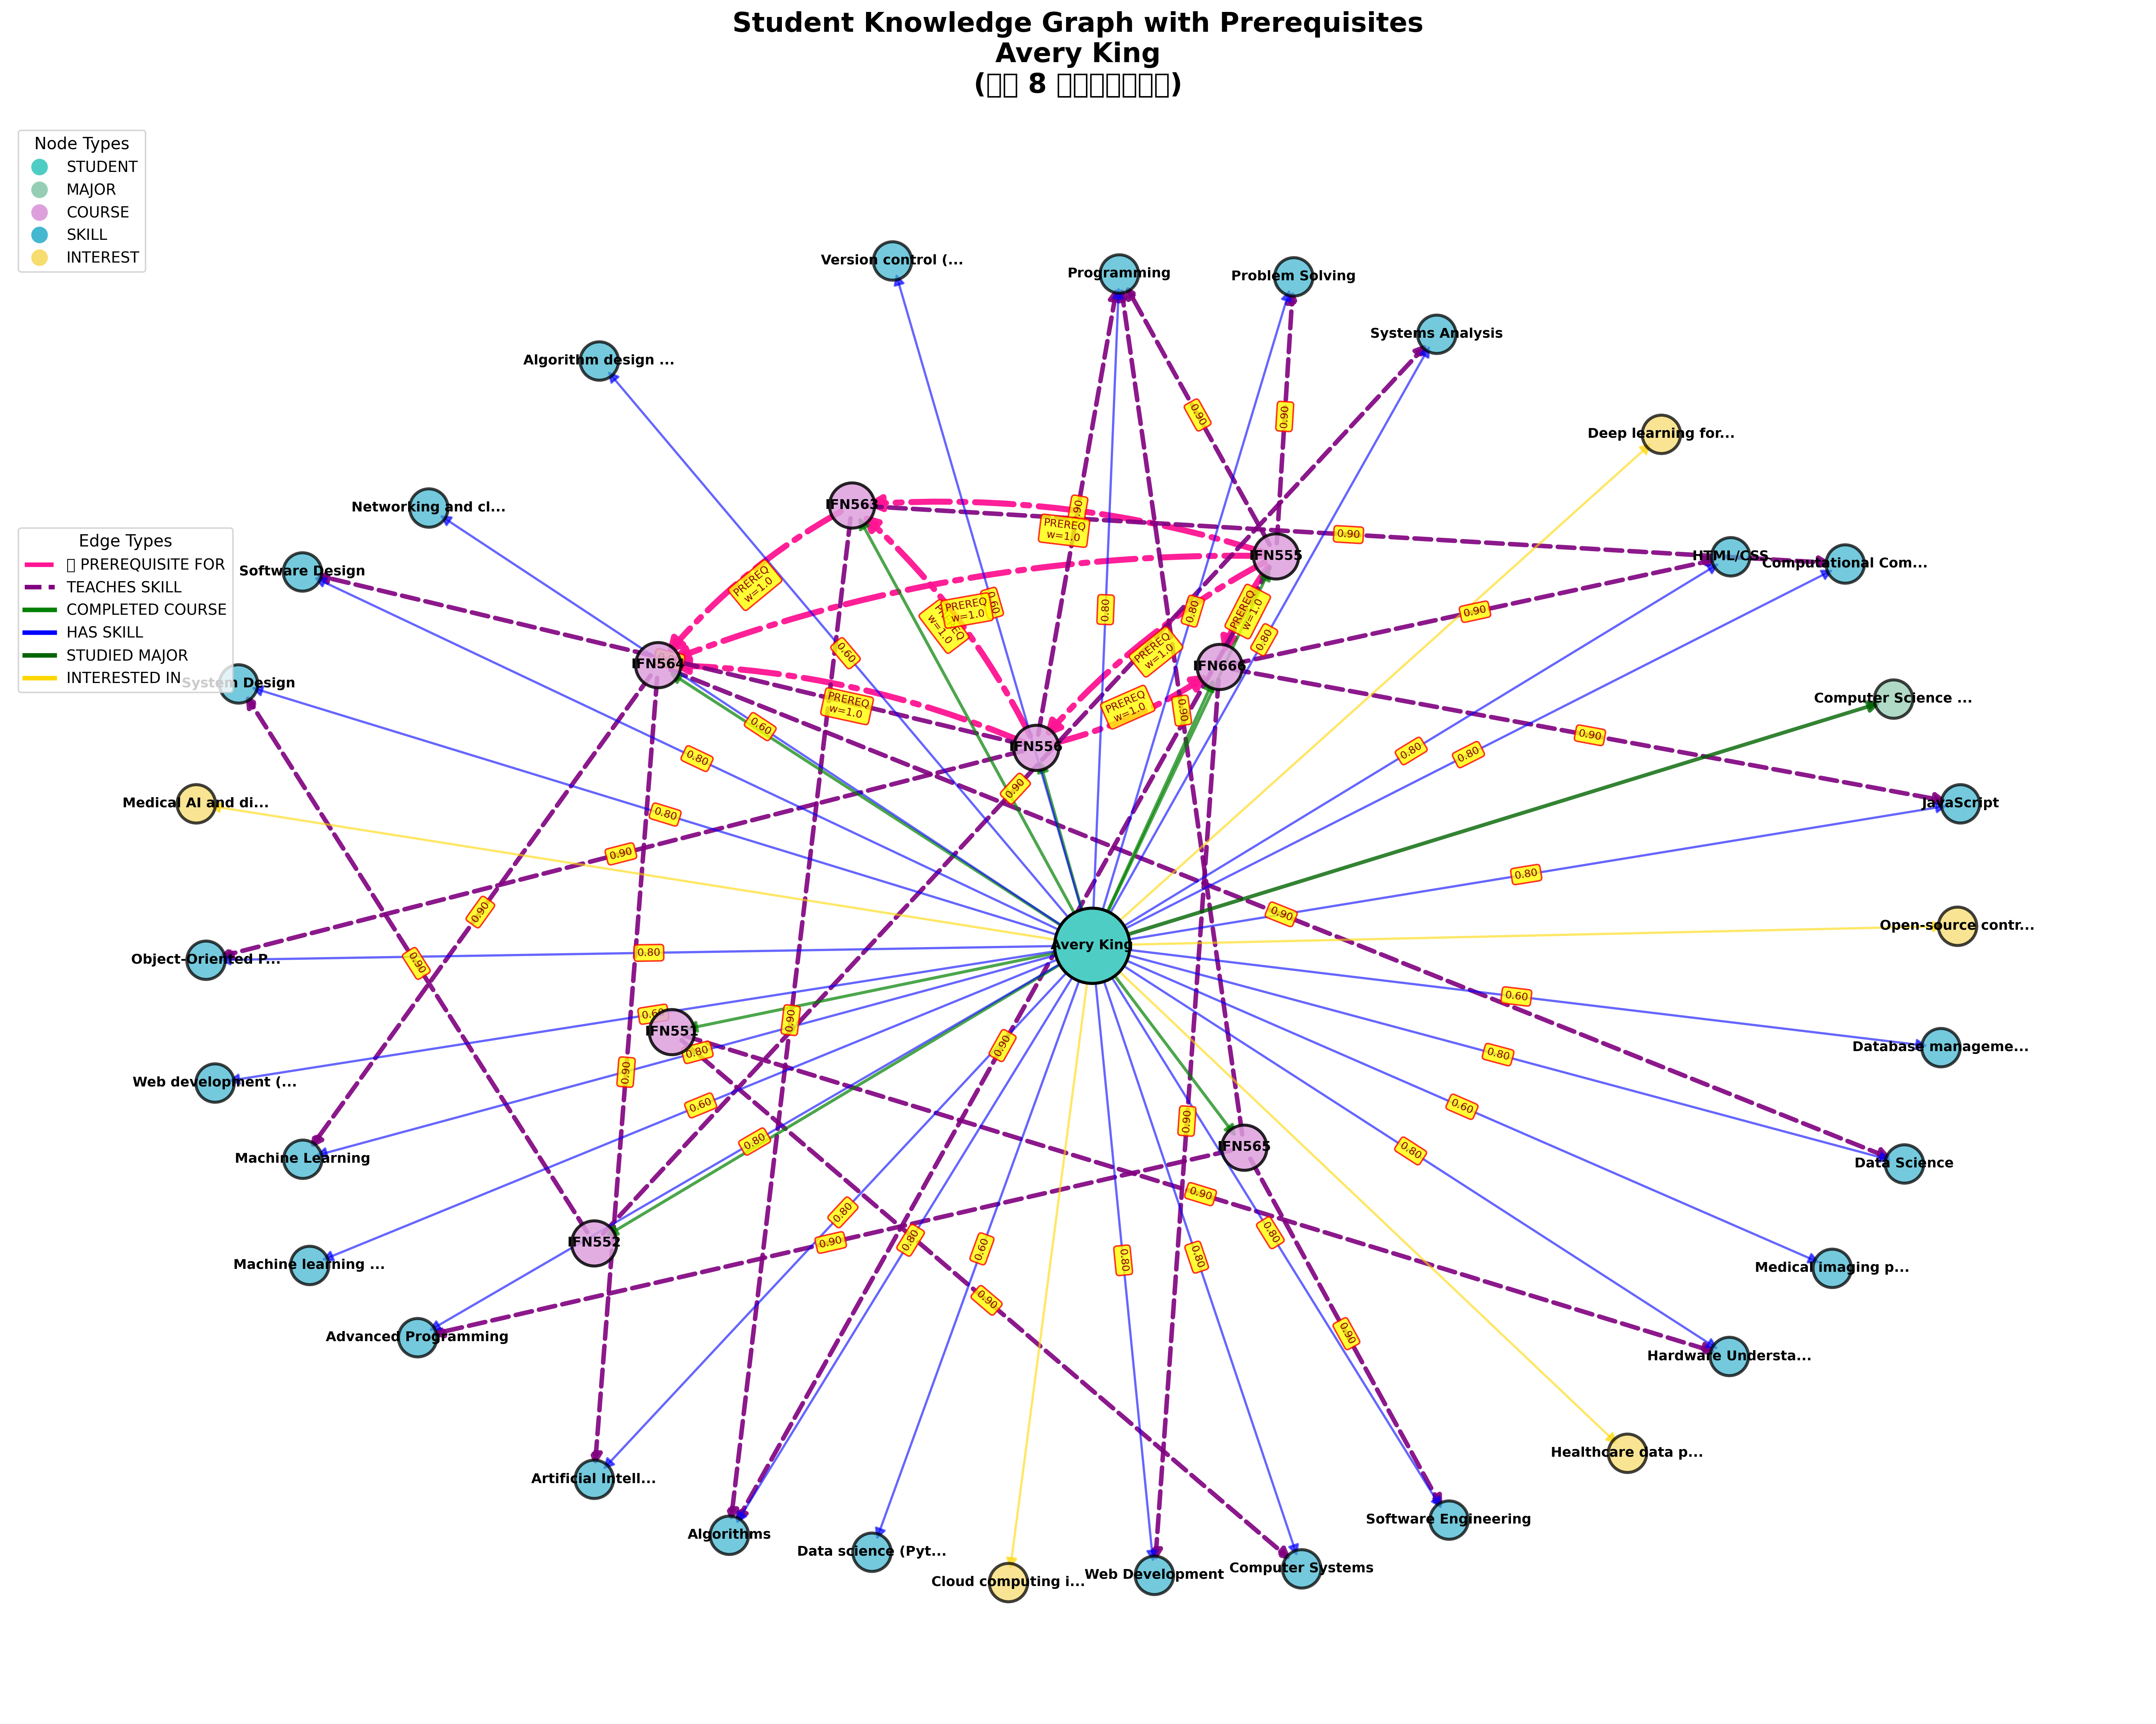 Student Knowledge Graph with Prerequisites
Avery King
( 8 )
Node Types
STUDENT
MAJOR
COURSE
SKILL
INTEREST
Edge Types
PREREQUISITE FOR
TEACHES SKILL
COMPLETED COURSE
HAS SKILL
STUDIED MAJOR
INTERESTED IN
Version control (...
Programming
Problem Solving
Systems Analysis
Algorithm design ...
Deep learning for...
Networking and cl...
IFN563
IFN555
HTML/CSS
Computational Com...
Software Design
IFN564
IFN666
System Design
Computer Science ...
IFN556
Medical AI and di...
JavaScript
Open-source contr...
Avery King
Object-Oriented P...
IFN551
Database manageme...
Web development (...
IFN565
Machine Learning
Data Science
IFN552
Machine learning ...
Medical imaging p...
Advanced Programming
Hardware Understa...
Healthcare data p...
Artificial Intell...
Algorithms
Software Engineering
Data science (Pyt...
Cloud computing i...
Web Development
Computer Systems
0.90
0.90
0.90
PREREQ
w=1.0
0.90
PREREQ
w=1.0
PREREQ
w=1.0
0.60
w=1.0
0.80
0.80
PREREQ
w=1.0
0.80
0.90
0.60
PREREQ
w=1.0
PREREQ
w=1.0
PREREQ
w=1.0
0.90
0.60
0.90
0.80
0.80
0.80
0.90
0.80
0.80
0.90
0.90
0.90
0.80
0.90
0.60
0.60
0.90
0.90
0.80
0.80
0.90
0.60
0.60
0.90
0.80
0.80
0.90
0.80
0.80
0.80
0.90
0.60
0.80
0.80
0.90
0.90